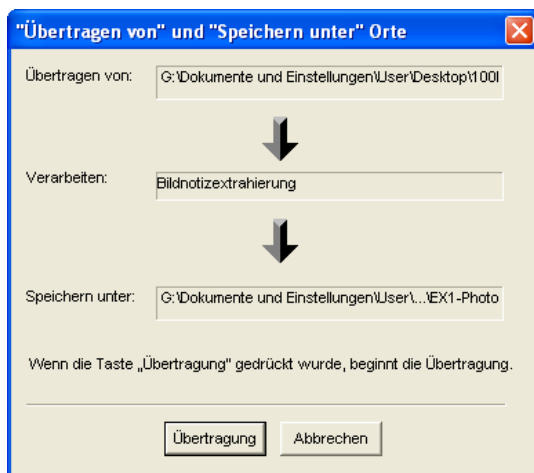 "Übertragen von" und "Speichern unter" Orte
Übertragen von: G:\Dokumente und Einstellungen\User\Desktop\100I
Verarbeiten: Bildnotizextrahierung
Speichern unter: G:\Dokumente und Einstellungen\User\...\EX1-Photo
Wenn die Taste „Übertragung" gedrückt wurde, beginnt die Übertragung.
Übertragung Abbrechen